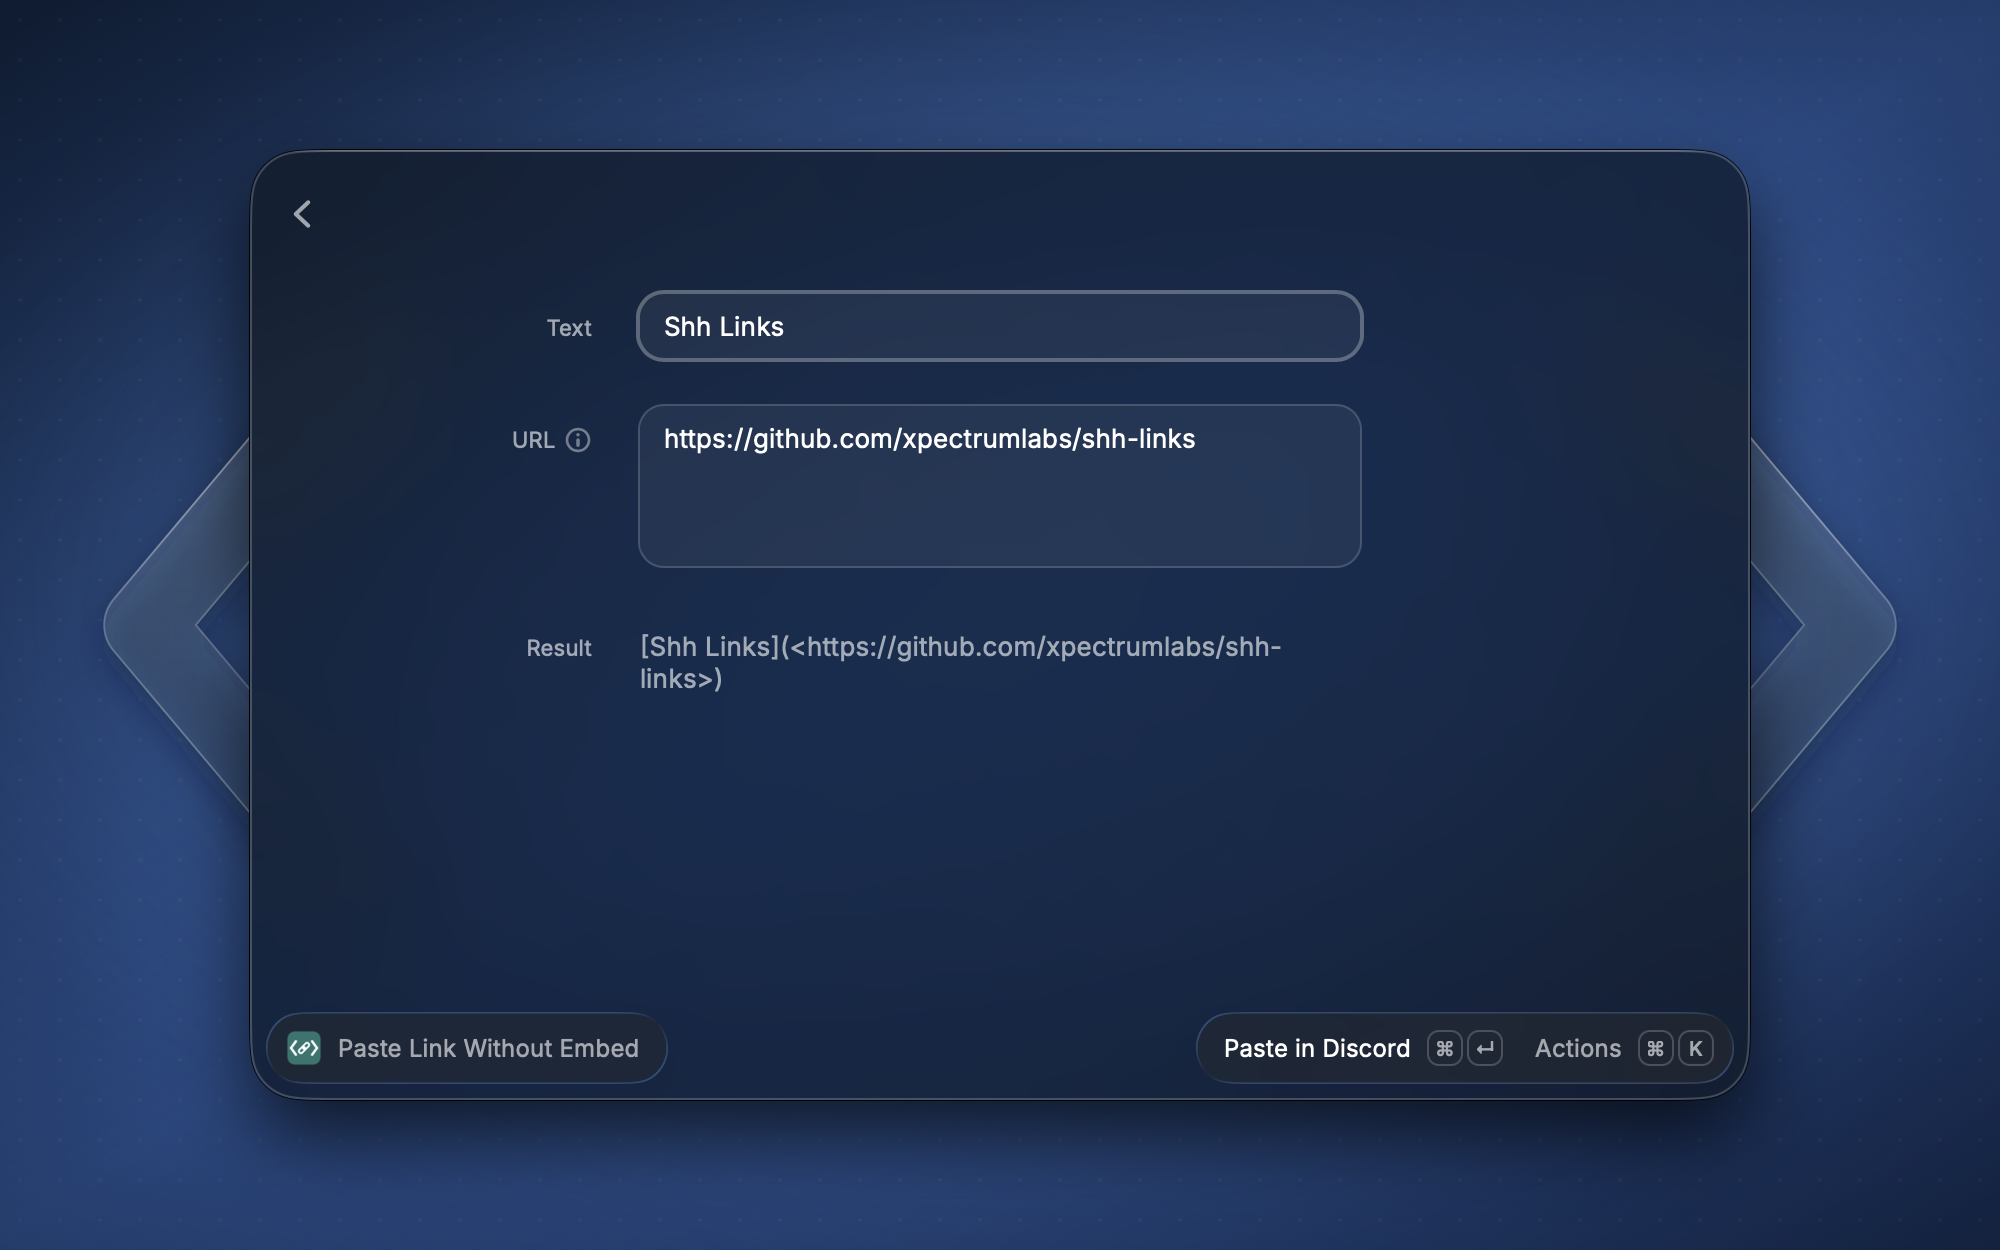 Text
Shh Links
URL
https://github.com/xpectrumlabs/shh-links
Result
[Shh Links](<https://github.com/xpectrumlabs/shh-
links>)
Paste Link Without Embed
Paste in Discord ⌘ ↵ Actions ⌘ K